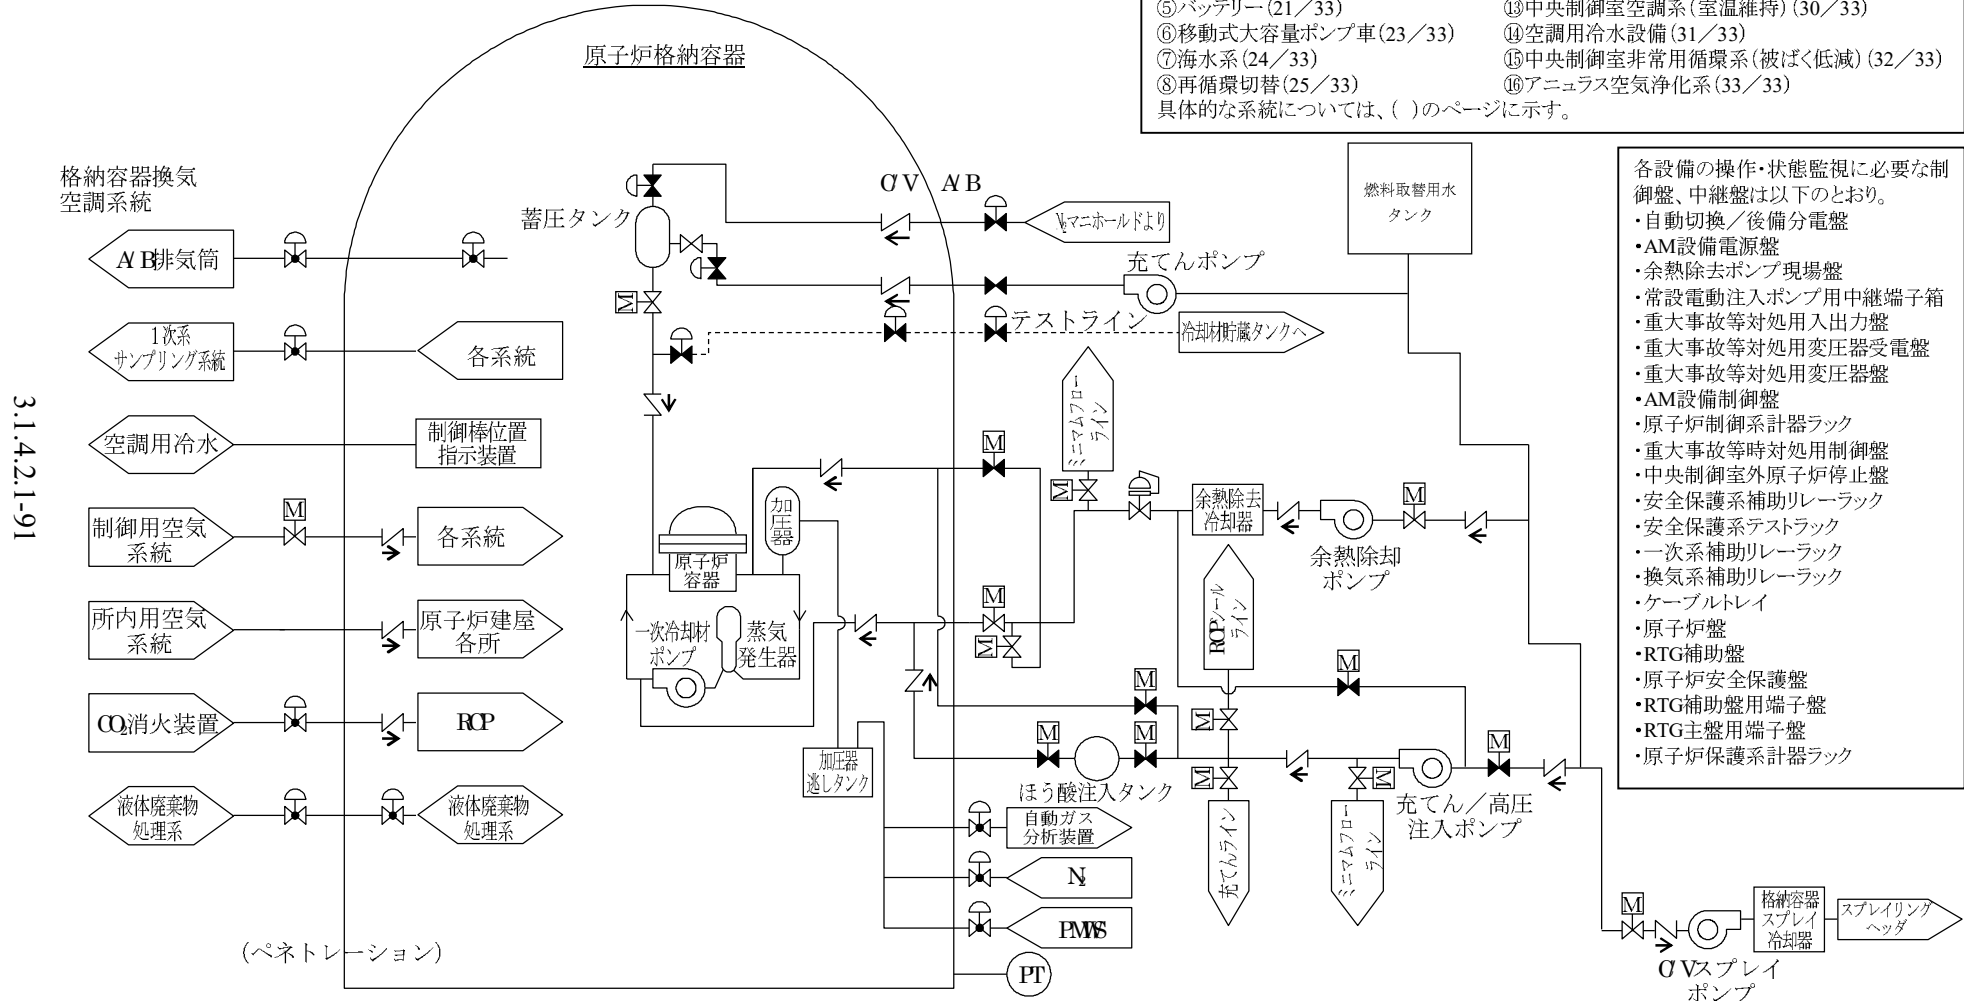 ⑤バッテリー(21/33)
⑥移動式大容量ポンプ車(23/33)
⑦海水系(24/33)
⑧再循環切替(25/33)
⑬中央制御室空調系(室温維持)(30/33)
⑭空調用冷水設備(31/33)
⑮中央制御室非常用循環系(被ばく低減)(32/33)
⑯アニュラス空気浄化系(33/33)
具体的な系統については、( )のページに示す。
原子炉格納容器
格納容器換気
空調系統
A/B排気筒
1次系
サンプリング系統
各系統
空調用冷水
制御棒位置
指示装置
制御用空気
系統
M
各系統
所内用空気
系統
原子炉建屋
各所
CO₂消火装置
RCP
液体廃棄物
処理系
液体廃棄物
処理系
(ペネトレーション)
3.1.4.2.1-91
蓄圧タンク
M
C/V
A/B
N₂マニホールドより
充てんポンプ
テストライン
冷却材貯蔵タンクへ
燃料取替用水
タンク
ミニマムフロー
ライン
M
M
加圧器
原子炉
容器
一次冷却材
ポンプ
蒸気
発生器
M
M
余熱除去
冷却器
M
余熱除却
ポンプ
RCPシール
ライン
M
M
M
加圧器
逃しタンク
M
M
ほう酸注入タンク
M
充てんライン
M
ミニマムフロー
ライン
M
充てん/高圧
注入ポンプ
自動ガス
分析装置
N₂
PMWS
PT
M
格納容器
スプレイ
冷却器
スプレイリング
ヘッダ
C/Vスプレイ
ポンプ
各設備の操作・状態監視に必要な制
御盤、中継盤は以下のとおり。
・自動切換/後備分電盤
・AM設備電源盤
・余熱除去ポンプ現場盤
・常設電動注入ポンプ用中継端子箱
・重大事故等対処用入出力盤
・重大事故等対処用変圧器受電盤
・重大事故等対処用変圧器盤
・AM設備制御盤
・原子炉制御系計器ラック
・重大事故等時対処用制御盤
・中央制御室外原子炉停止盤
・安全保護系補助リレーラック
・安全保護系テストラック
・一次系補助リレーラック
・換気系補助リレーラック
・ケーブルトレイ
・原子炉盤
・RTG補助盤
・原子炉安全保護盤
・RTG補助盤用端子盤
・RTG主盤用端子盤
・原子炉保護系計器ラック